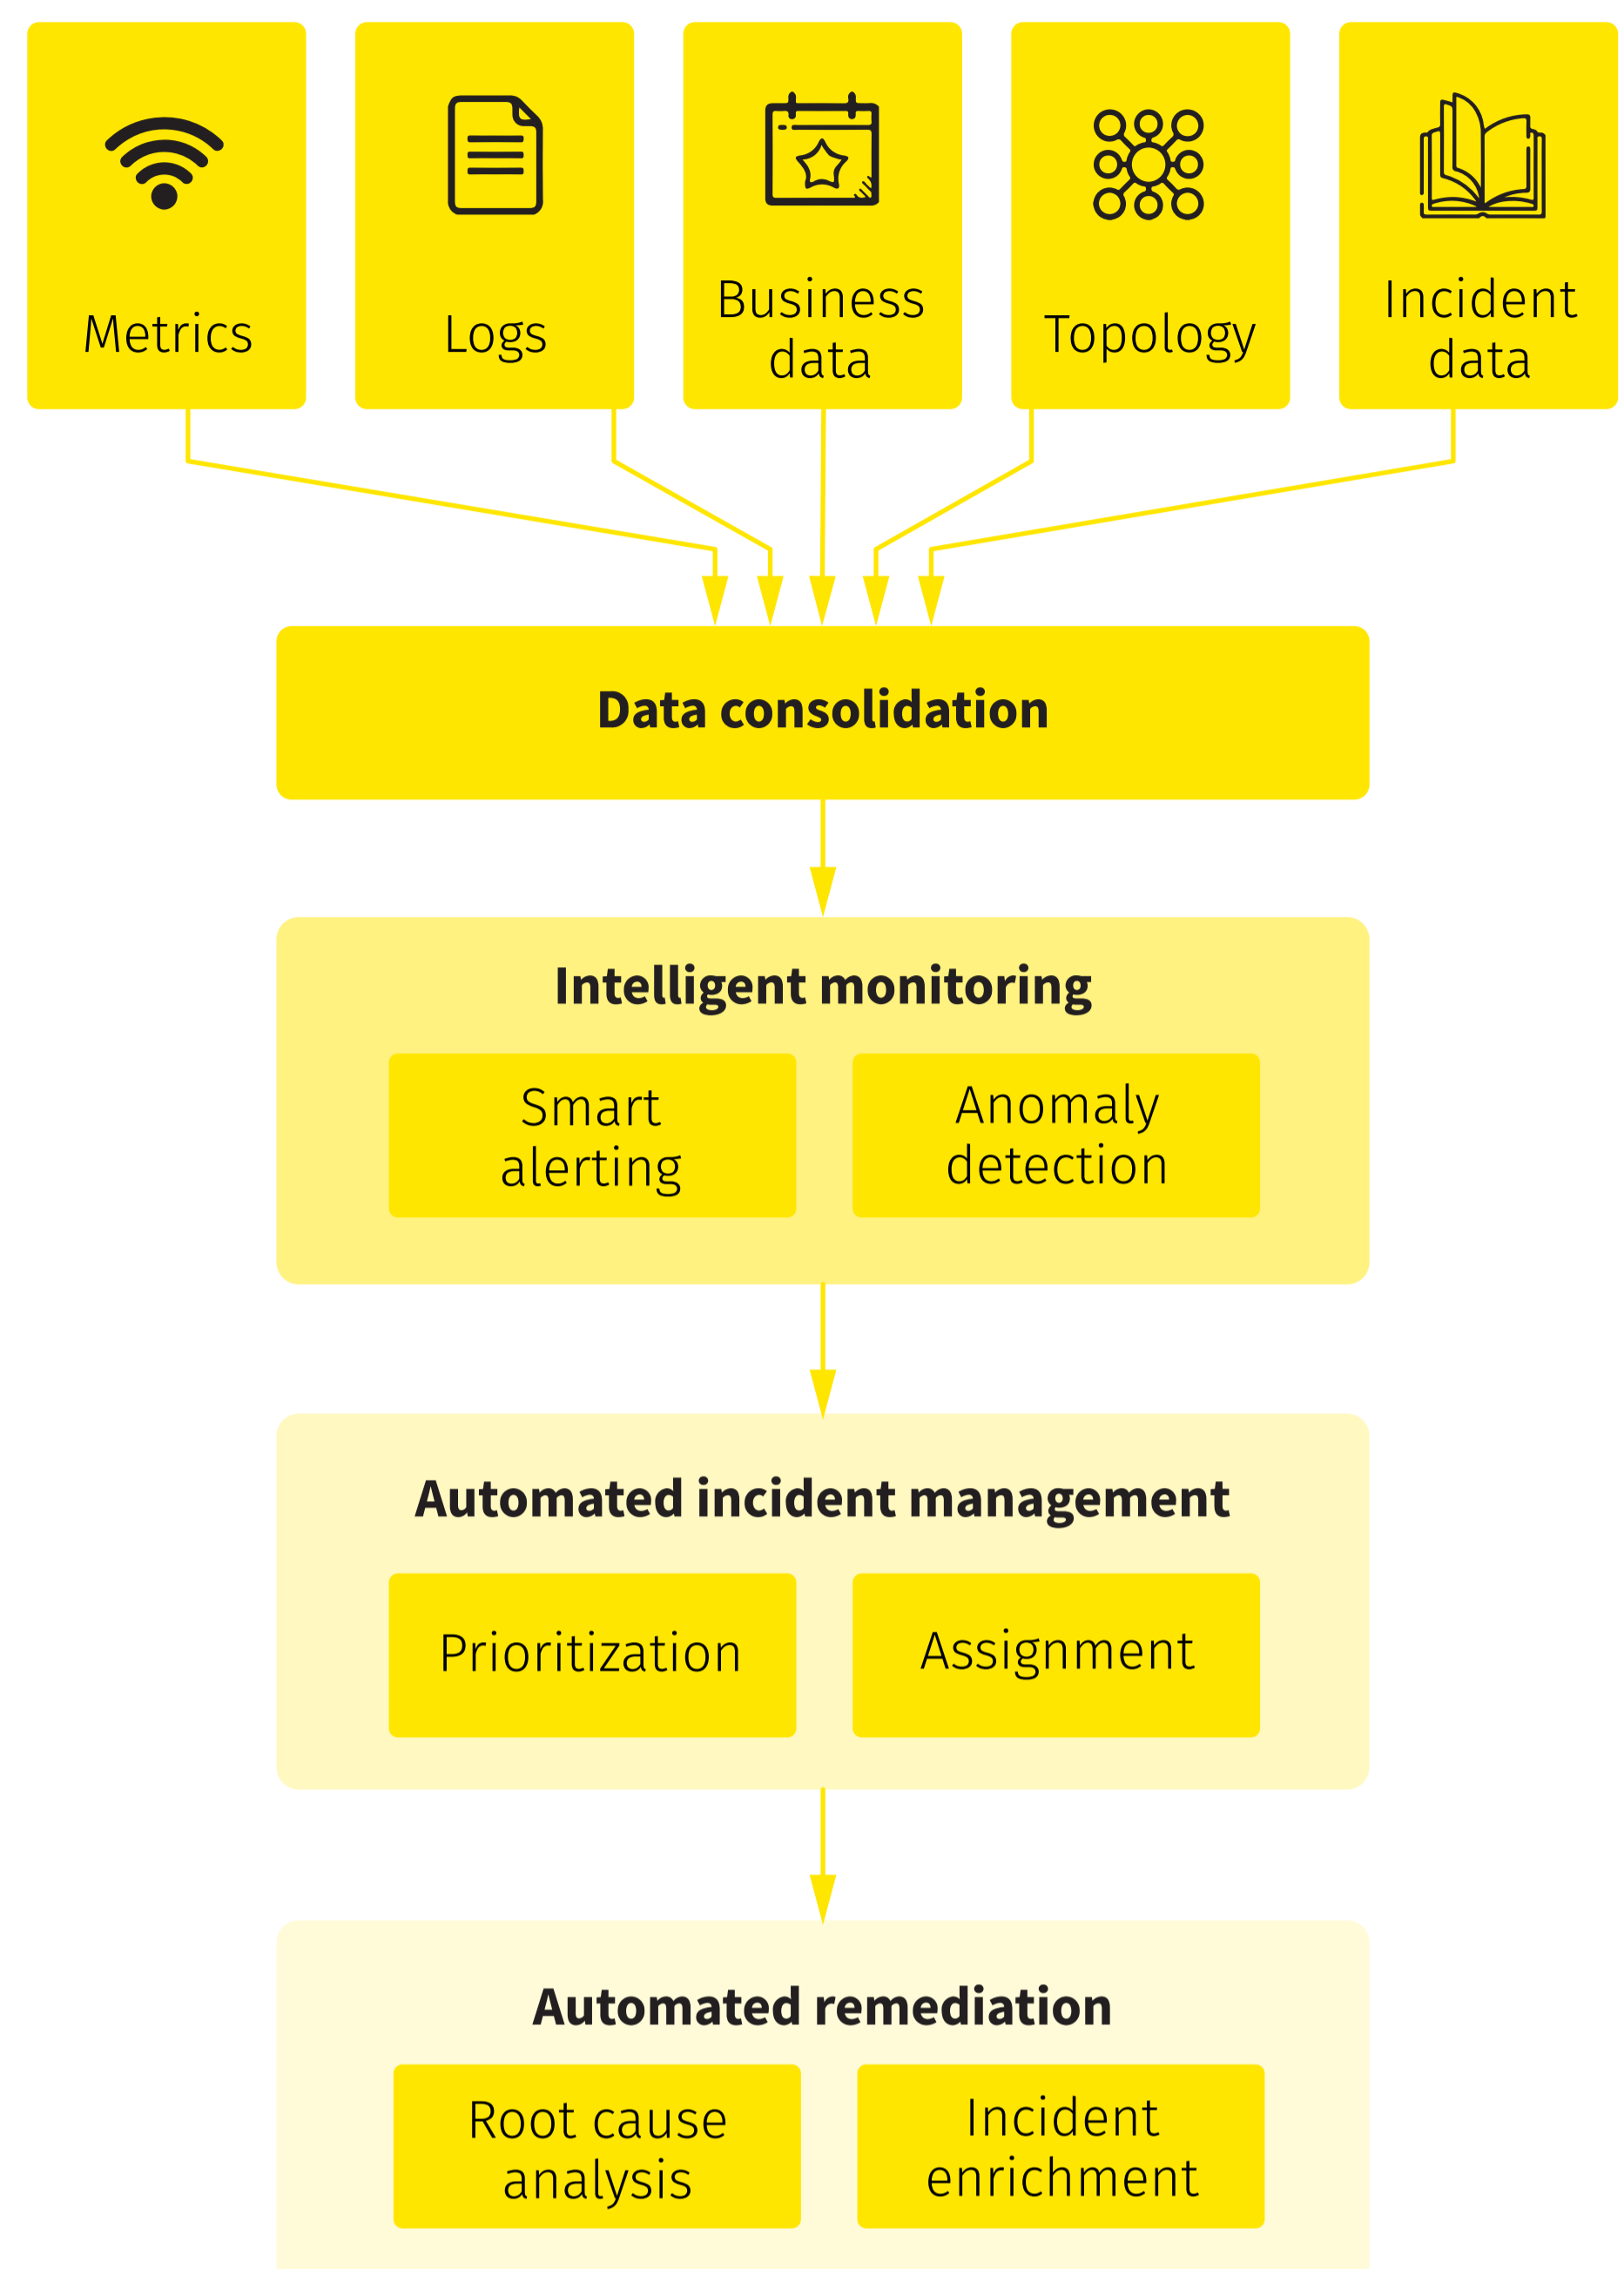 Metrics
Logs
Business
data
Topology
Incident
data
Data consolidation
Intelligent monitoring
Smart
alerting
Anomaly
detection
Automated incident management
Prioritization
Assignment
Automated remediation
Root cause
analysis
Incident
enrichment